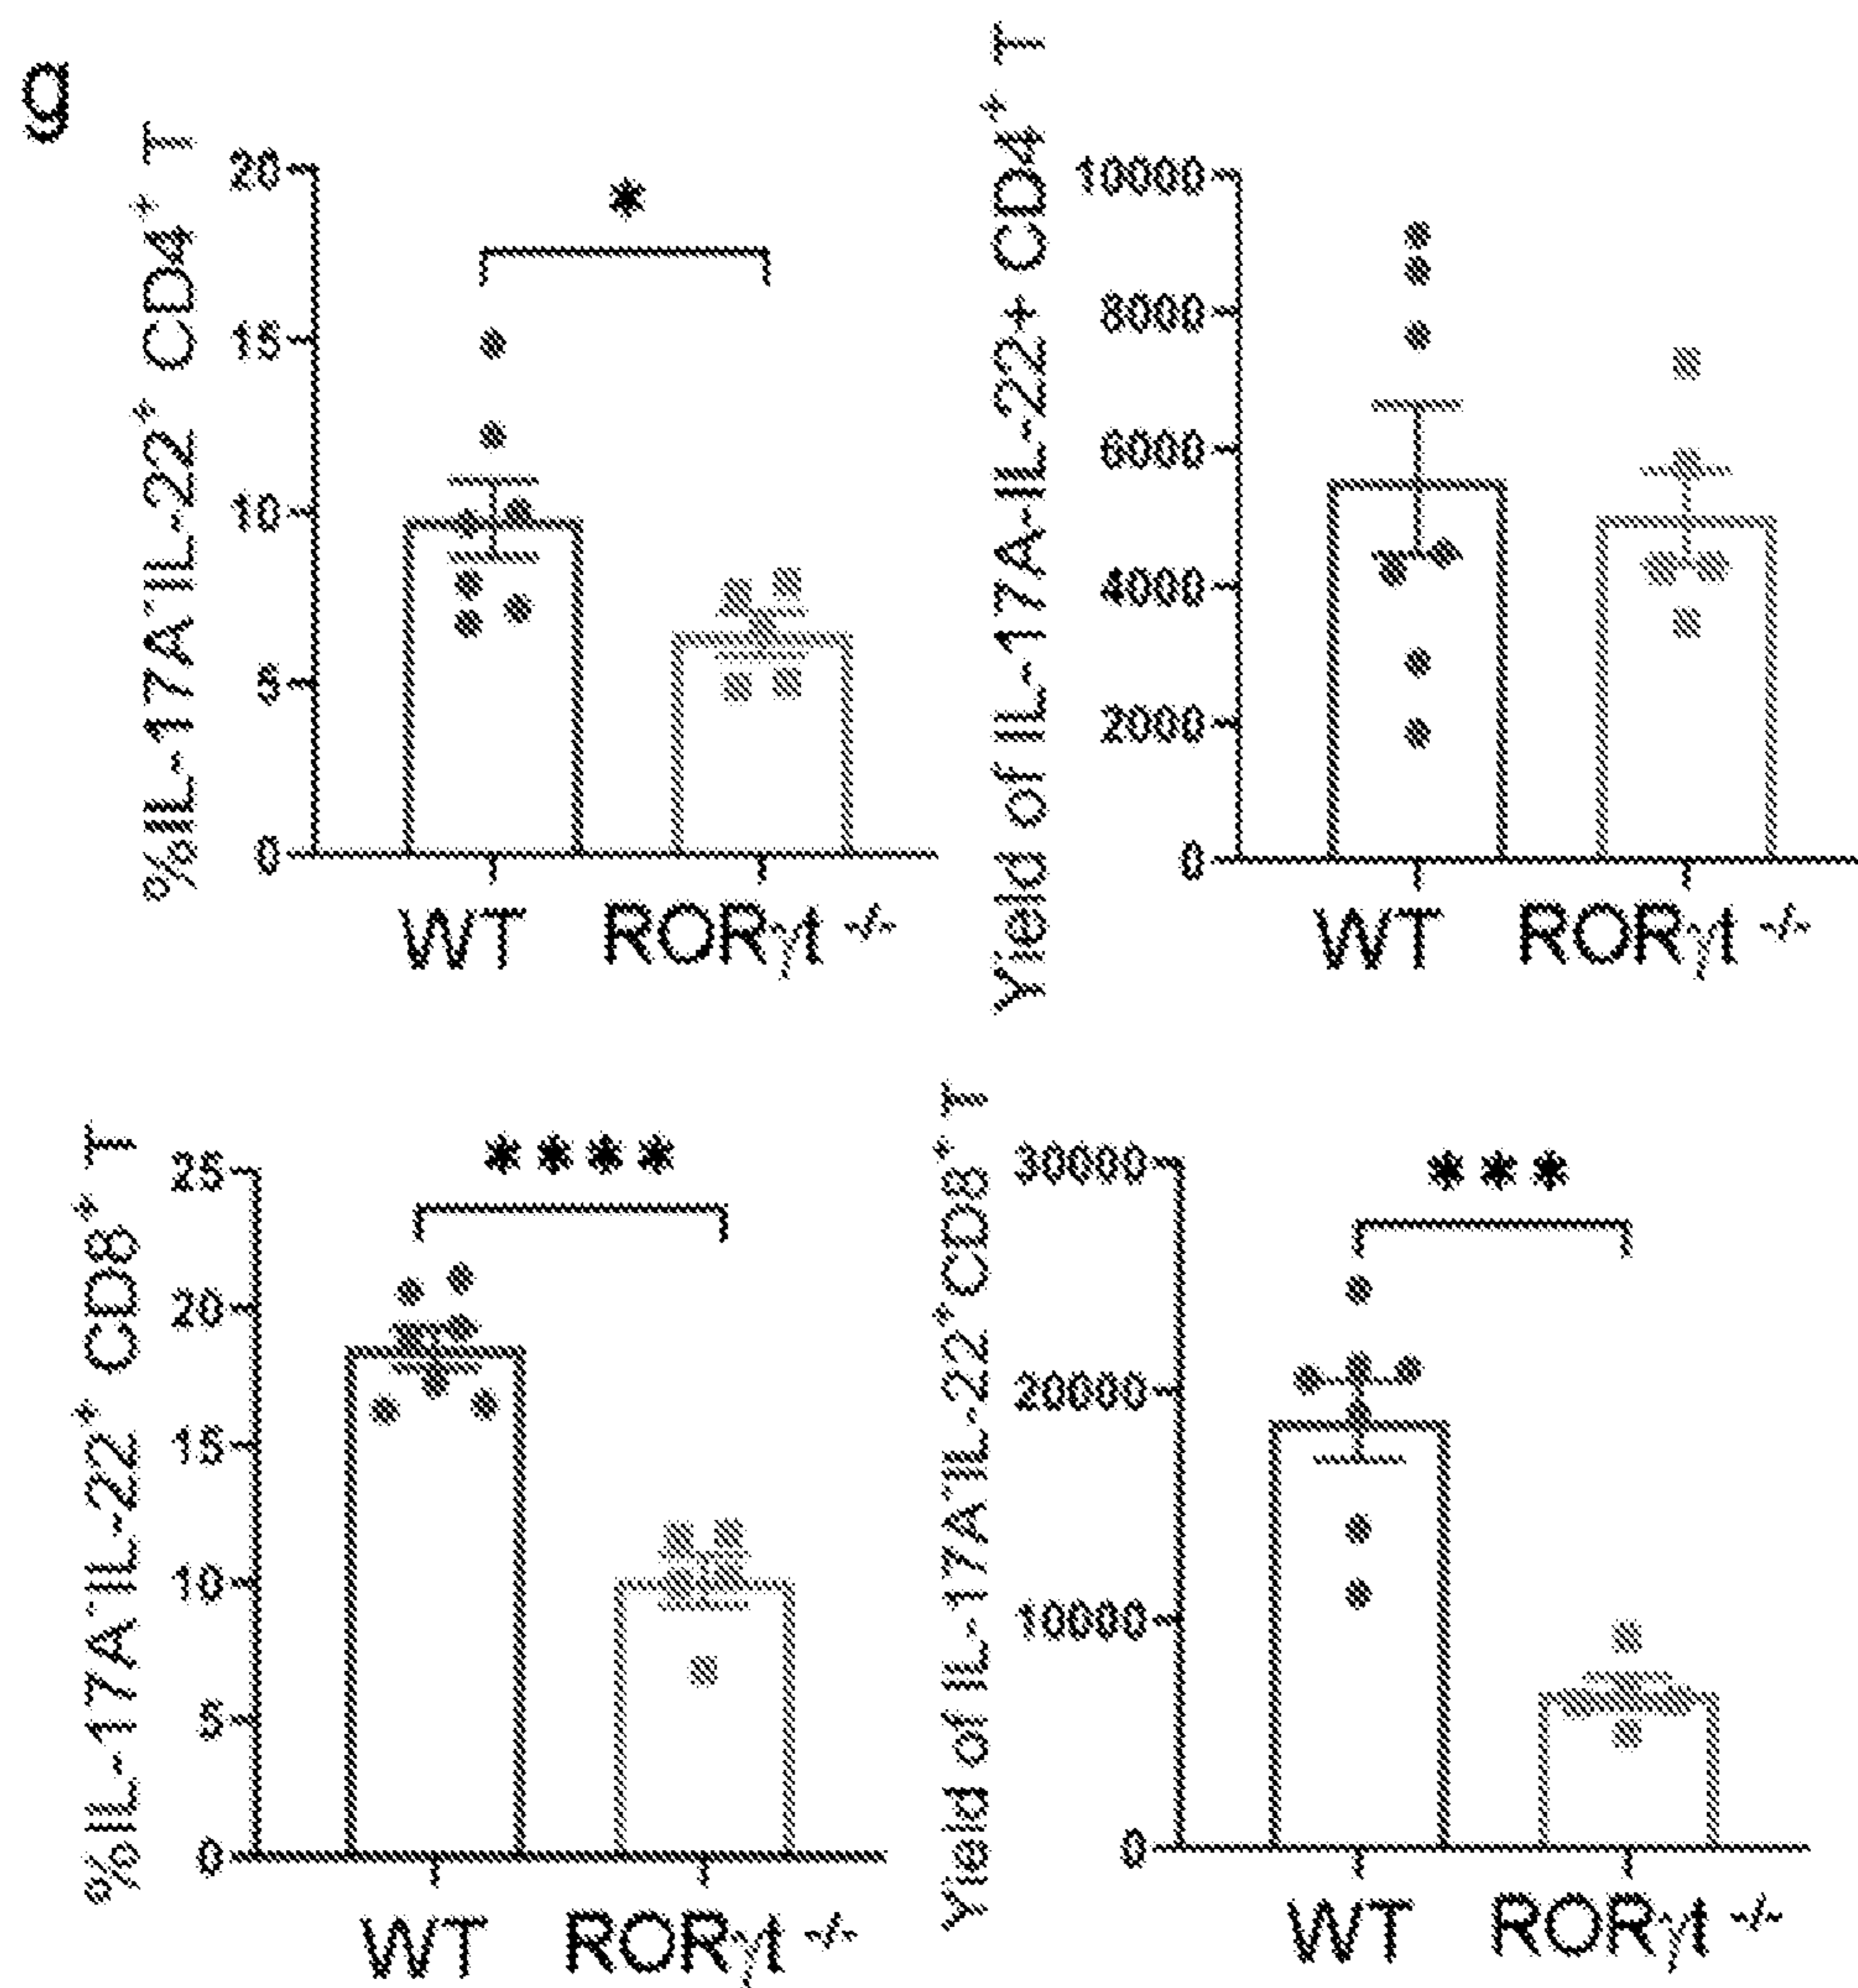 g
%IL-17A⁻IL-22⁺ CD4⁺ T
20
15
10
5
0
*
WT RORγt -/-
Yield of IL-17A-IL-22+ CD4⁺ T
10000
8000
6000
4000
2000
0
WT RORγt -/-
%IL-17A⁻IL-22⁺ CD8⁺ T
25
20
15
10
5
0
****
WT RORγt -/-
Yield of IL-17A⁻IL-22⁺CD8⁺ T
30000
20000
10000
0
***
WT RORγt -/-